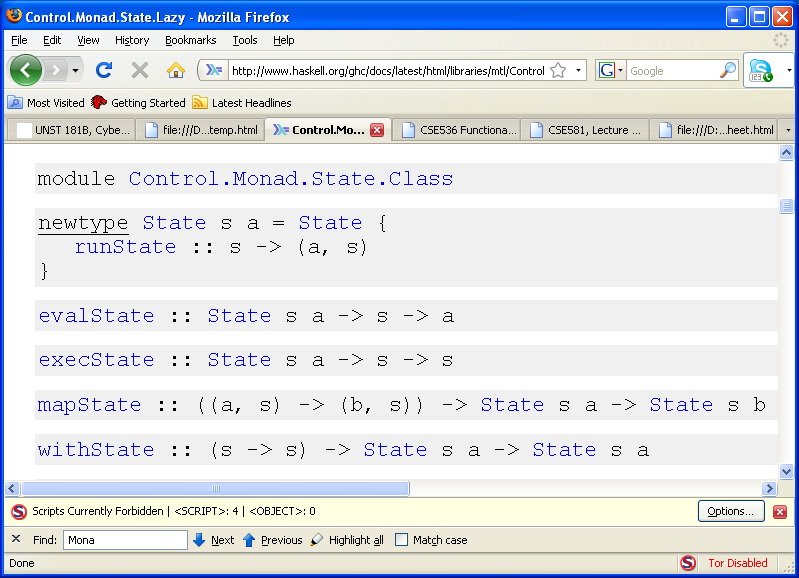 Control.Monad.State.Lazy - Mozilla Firefox
File Edit View History Bookmarks Tools Help
http://www.haskell.org/ghc/docs/latest/html/libraries/mtl/Control
Google
Most Visited Getting Started Latest Headlines
UNST 181B, Cybe... file:///D...temp.html Control.Mo... CSE536 Functiona... CSE581, Lecture ... file:///D:...heet.html
module Control.Monad.State.Class
newtype State s a = State {
runState :: s -> (a, s)
}
evalState :: State s a -> s -> a
execState :: State s a -> s -> s
mapState :: ((a, s) -> (b, s)) -> State s a -> State s b
withState :: (s -> s) -> State s a -> State s a
Scripts Currently Forbidden | <SCRIPT>: 4 | <OBJECT>: 0 Options...
Find: Mona Next Previous Highlight all Match case
Done Tor Disabled